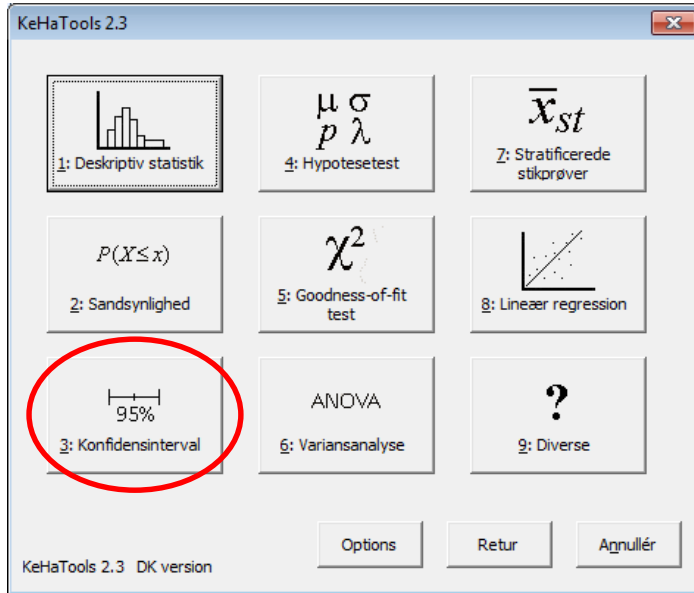 KeHaTools 2.3
1: Deskriptiv statistik
μ σ
p λ
4: Hypotesetest
x̅st
7: Stratificerede
stikprøver
P(X≤x)
2: Sandsynlighed
χ²
5: Goodness-of-fit
test
8: Lineær regression
95%
3: Konfidensinterval
ANOVA
6: Variansanalyse
?
9: Diverse
Options
Retur
Annullér
KeHaTools 2.3 DK version